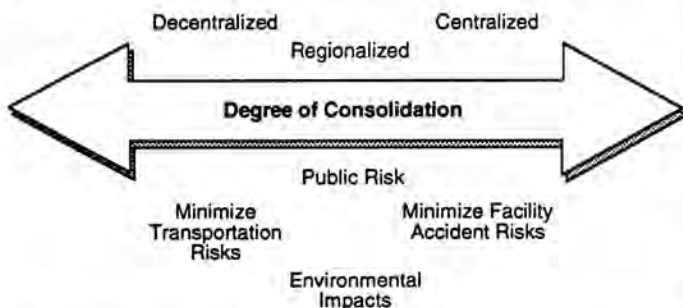 Decentralized
Centralized
Regionalized
Degree of Consolidation
Public Risk
Minimize
Transportation
Risks
Minimize Facility
Accident Risks
Environmental
Impacts